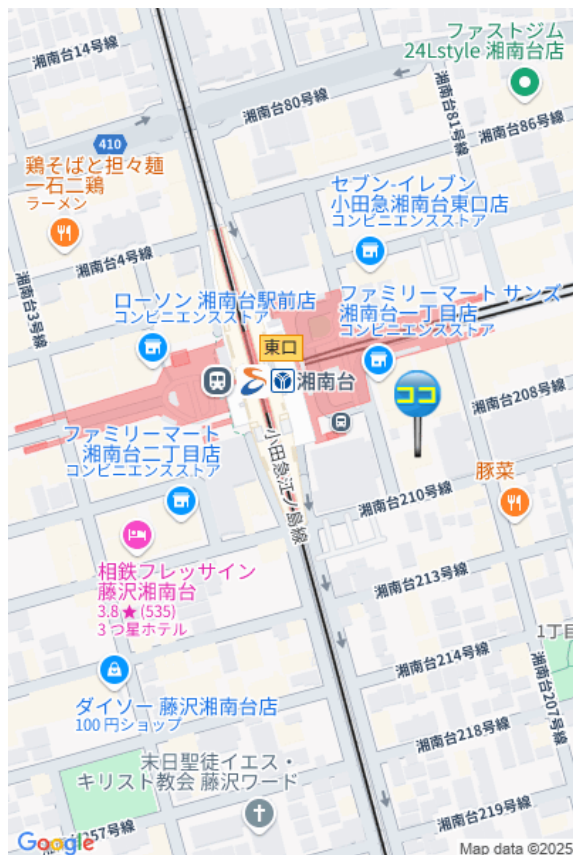 ファストジム
24Lstyle 湘南台店
湘南台14号線
湘南台80号線
湘南台81号線
湘南台86号線
410
鶏そばと担々麺
一石二鶏
ラーメン
セブン-イレブン
小田急湘南台東口店
コンビニエンスストア
湘南台4号線
湘南台3号線
ローソン 湘南台駅前店
コンビニエンスストア
ファミリーマート サンズ
湘南台一丁目店
コンビニエンスストア
東口
湘南台
ココ
湘南台208号線
ファミリーマート
湘南台二丁目店
コンビニエンスストア
小田急江ノ島線
豚菜
湘南台210号線
相鉄フレッサイン
藤沢湘南台
3.8★(535)
3つ星ホテル
湘南台213号線
1丁目
湘南台214号線
湘南台207号線
ダイソー 藤沢湘南台店
100円ショップ
湘南台218号線
末日聖徒イエス・
キリスト教会 藤沢ワード
湘南台219号線
257号線
Google
Map data ©2025